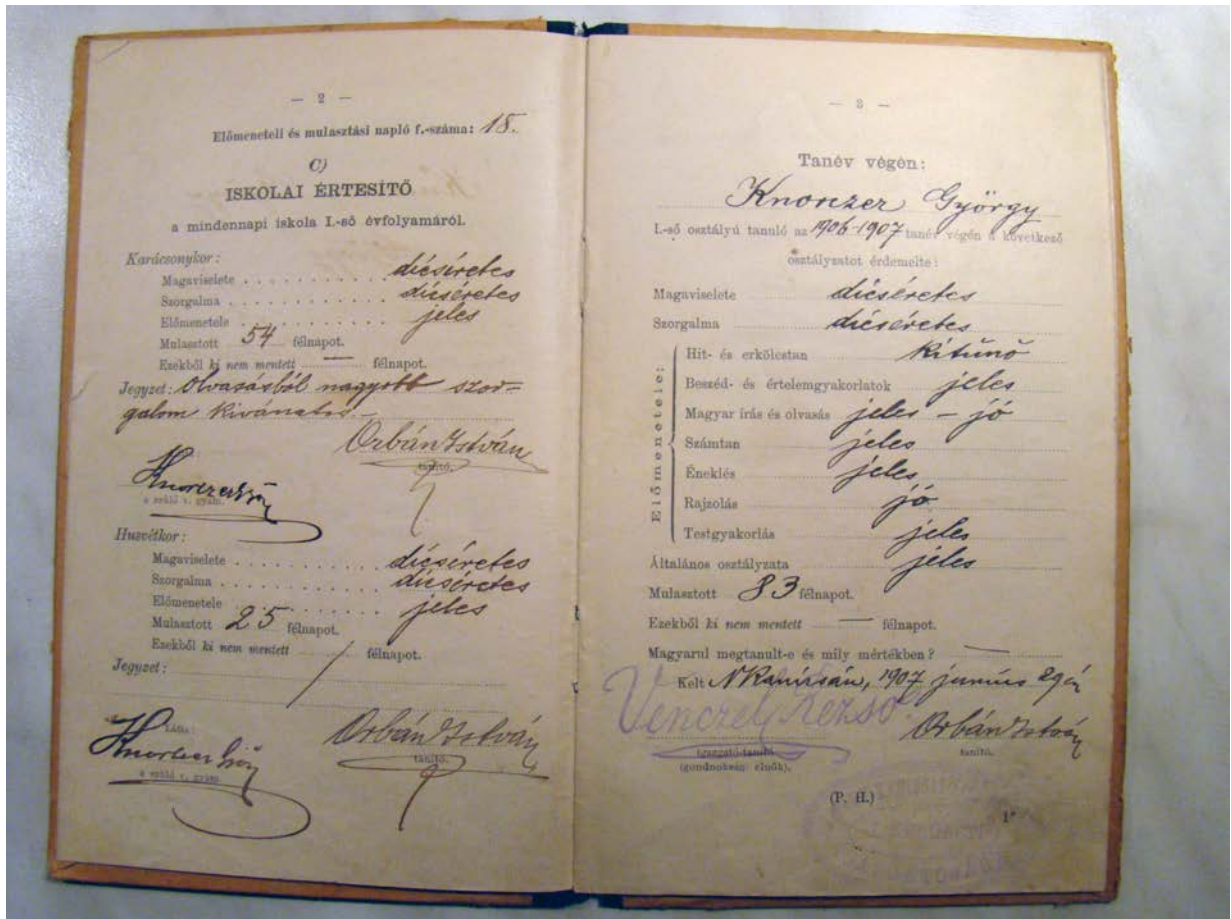 — 2 —
Előmeneteli és mulasztási napló f.-száma: 18.
C)
ISKOLAI ÉRTESÍTŐ
a mindennapi iskola I.-ső évfolyamáról.
Karácsonykor:
Magaviselete dicséretes
Szorgalma dicséretes
Előmenetele jeles
Mulasztott 54 félnapot.
Ezekből ki nem mentett — félnapot.
Jegyzet: Olvasásból nagyobb szor-
galom kivánatos.—
Orbán István
tanító.
a szülő v. gyám.
Husvétkor:
Magaviselete dicséretes
Szorgalma dicséretes
Előmenetele jeles
Mulasztott 25 félnapot.
Ezekből ki nem mentett / félnapot.
Jegyzet:
Látta:
Orbán István
tanító.
a szülő v. gyám.
— 3 —
Tanév végén:
Knorczer György
I.-ső osztályú tanuló az 1906-1907 tanév végén a következő
osztályzatot érdemelte:
Magaviselete dicséretes
Szorgalma dicséretes
Előmenetele:
Hit- és erkölcstan kitünő
Beszéd- és értelemgyakorlatok jeles
Magyar írás és olvasás jeles – jó
Számtan jeles
Éneklés jeles
Rajzolás jó
Testgyakorlás jeles
Általános osztályzata jeles
Mulasztott 83 félnapot.
Ezekből ki nem mentett — félnapot.
Magyarul megtanult-e és mily mértékben? —
Kelt NKanizsán, 1907 junius 29én
Venczel Rezső
Orbán István
igazgató-tanító
tanító.
(gondnoksági elnök).
(P. H.)
1*